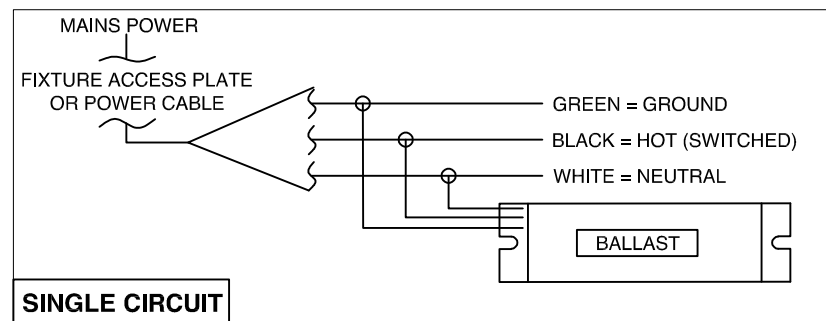 MAINS POWER
FIXTURE ACCESS PLATE
OR POWER CABLE
GREEN = GROUND
BLACK = HOT (SWITCHED)
WHITE = NEUTRAL
BALLAST
SINGLE CIRCUIT